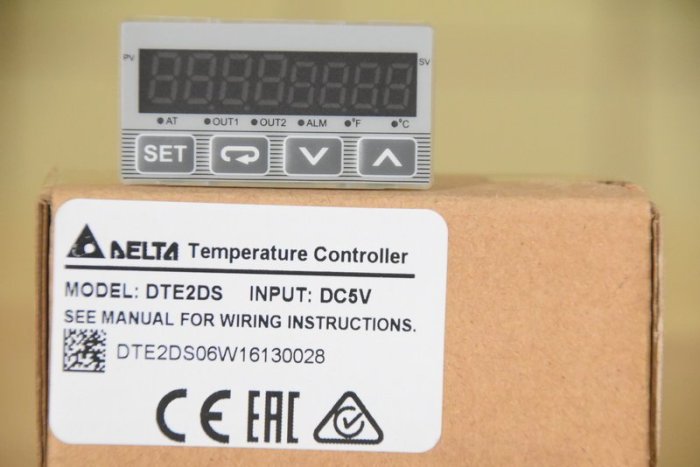 PV SV
AT OUT1 OUT2 ALM °F °C
SET
DELTA Temperature Controller
MODEL: DTE2DS INPUT: DC5V
SEE MANUAL FOR WIRING INSTRUCTIONS.
DTE2DS06W16130028
CE EAC